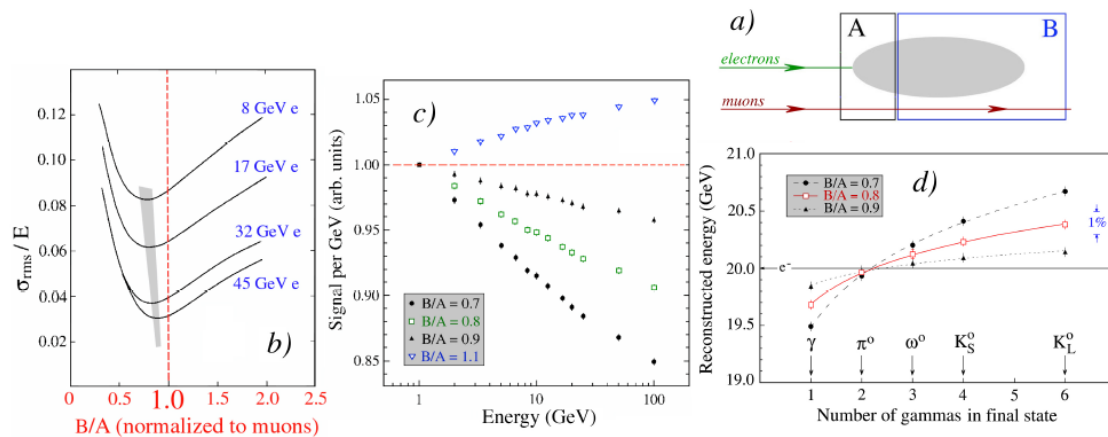 a)
A
B
electrons
muons
σrms / E
0.12
0.10
0.08
0.06
0.04
0.02
8 GeV e
17 GeV e
32 GeV e
45 GeV e
b)
0
0.5
1.0
1.5
2.0
2.5
B/A (normalized to muons)
Signal per GeV (arb. units)
1.05
1.00
0.95
0.90
0.85
c)
B/A = 0.7
B/A = 0.8
B/A = 0.9
B/A = 1.1
1
10
100
Energy (GeV)
Reconstructed energy (GeV)
21.0
20.5
20.0
19.5
19.0
d)
B/A = 0.7
B/A = 0.8
B/A = 0.9
1%
e⁻
γ
π⁰
ω⁰
K⁰S
K⁰L
1
2
3
4
5
6
Number of gammas in final state